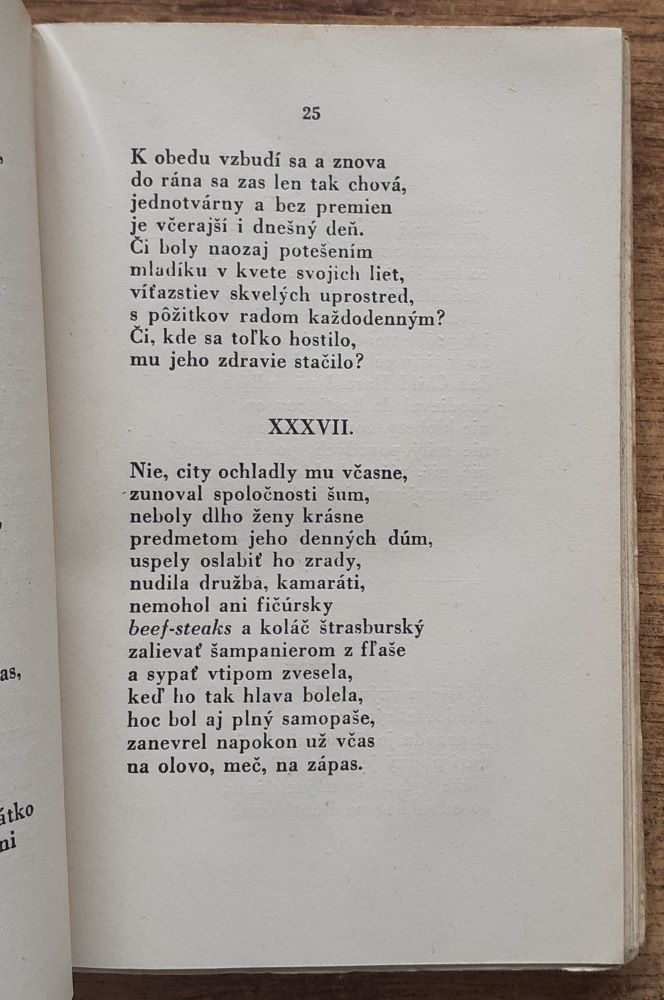 25
K obedu vzbudí sa a znova
do rána sa zas len tak chová,
jednotvárny a bez premien
je včerajší i dnešný deň.
Či boly naozaj potešením
mladíku v kvete svojich liet,
víťazstiev skvelých uprostred,
s pôžitkov radom každodenným?
Či, kde sa toľko hostilo,
mu jeho zdravie stačilo?
XXXVII.
Nie, city ochladly mu včasne,
zunoval spoločnosti šum,
neboly dlho ženy krásne
predmetom jeho denných dúm,
uspely oslabiť ho zrady,
nudila družba, kamaráti,
nemohol ani fičúrsky
beef-steaks a koláč štrasburský
zalievať šampanierom z fľaše
a sypať vtipom zvesela,
keď ho tak hlava bolela,
hoc bol aj plný samopaše,
zanevrel napokon už včas
na olovo, meč, na zápas.
as,
átko
ni